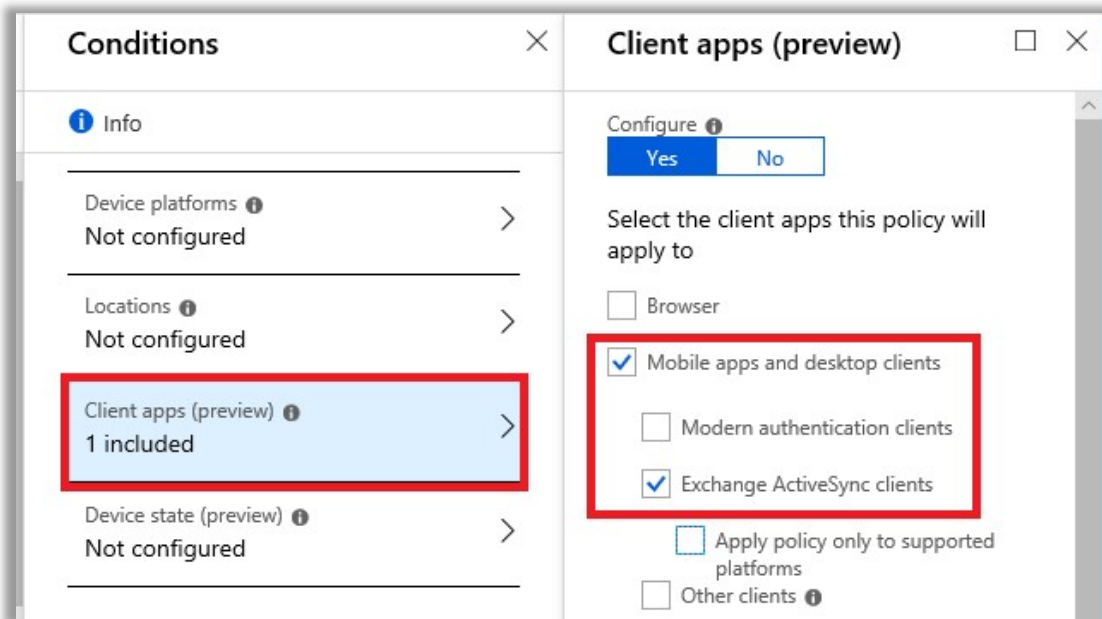 Conditions
Info
Device platforms
Not configured
Locations
Not configured
Client apps (preview)
1 included
Device state (preview)
Not configured
Client apps (preview)
Configure
Yes No
Select the client apps this policy will
apply to
Browser
Mobile apps and desktop clients
Modern authentication clients
Exchange ActiveSync clients
Apply policy only to supported
platforms
Other clients